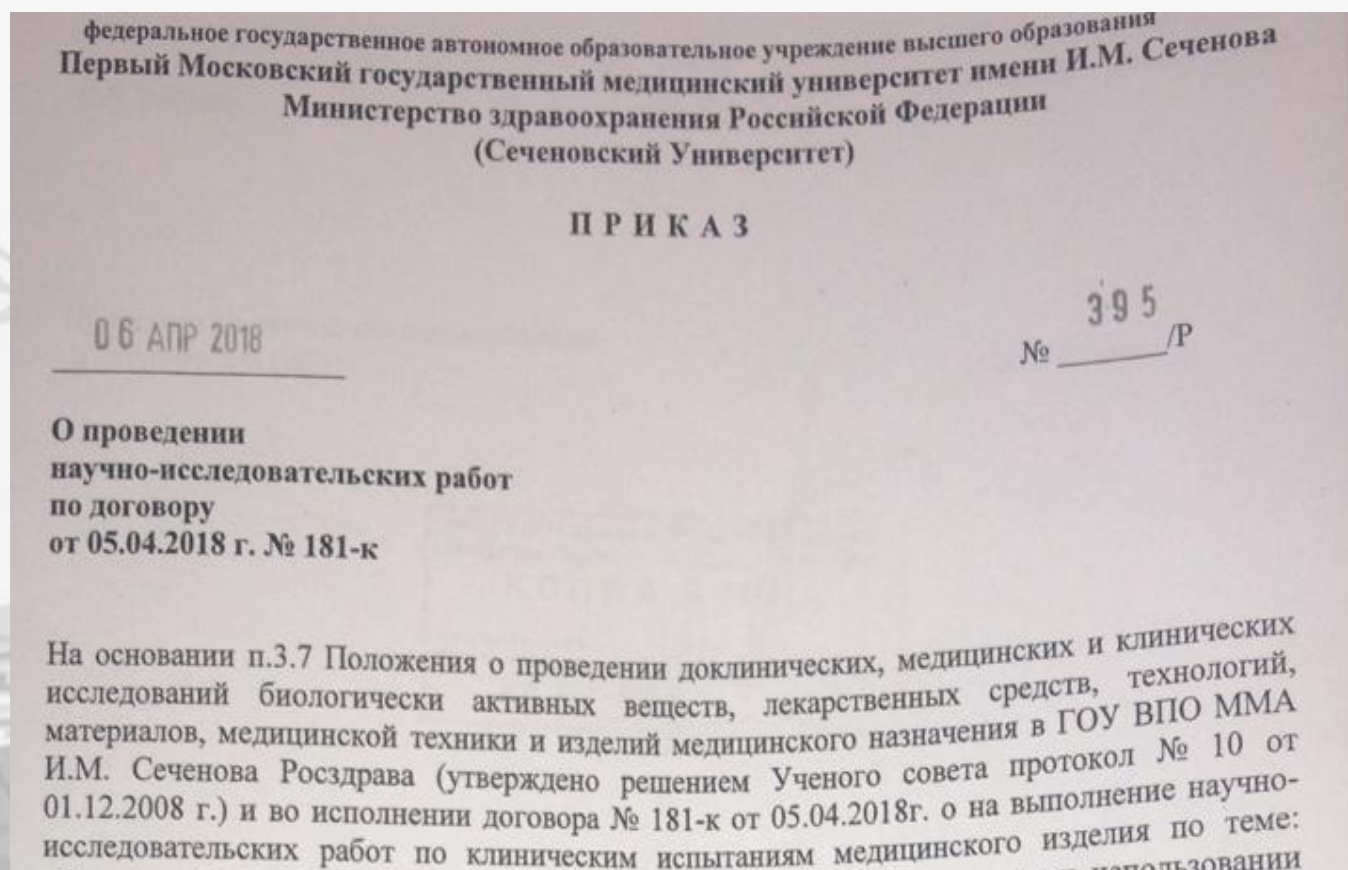 федеральное государственное автономное образовательное учреждение высшего образования
Первый Московский государственный медицинский университет имени И.М. Сеченова
Министерство здравоохранения Российской Федерации
(Сеченовский Университет)
П Р И К А З
06 АПР 2018
№ 395/Р
О проведении
научно-исследовательских работ
по договору
от 05.04.2018 г. № 181-к
На основании п.3.7 Положения о проведении доклинических, медицинских и клинических
исследований биологически активных веществ, лекарственных средств, технологий,
материалов, медицинской техники и изделий медицинского назначения в ГОУ ВПО ММА
И.М. Сеченова Росздрава (утверждено решением Ученого совета протокол № 10 от
01.12.2008 г.) и во исполнении договора № 181-к от 05.04.2018г. о на выполнение научно-
исследовательских работ по клиническим испытаниям медицинского изделия по теме:
использовании